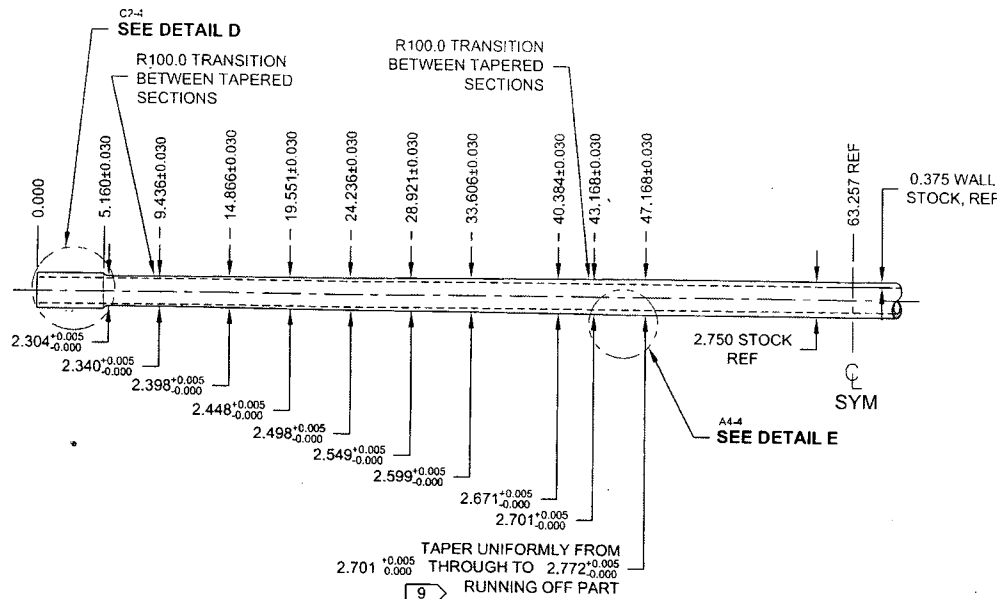 C2-4
SEE DETAIL D
R100.0 TRANSITION
BETWEEN TAPERED
SECTIONS
R100.0 TRANSITION
BETWEEN TAPERED
SECTIONS
0.000
5.160±0.030
9.436±0.030
14.866±0.030
19.551±0.030
24.236±0.030
28.921±0.030
33.606±0.030
40.384±0.030
43.168±0.030
47.168±0.030
63.257 REF
0.375 WALL
STOCK, REF
2.304 +0.005 -0.000
2.340 +0.005 -0.000
2.398 +0.005 -0.000
2.448 +0.005 -0.000
2.498 +0.005 -0.000
2.549 +0.005 -0.000
2.599 +0.005 -0.000
2.671 +0.005 -0.000
2.701 +0.005 -0.000
2.750 STOCK
REF
CL
SYM
A4-4
SEE DETAIL E
TAPER UNIFORMLY FROM
2.701 +0.005 0.000 THROUGH TO 2.772 +0.005 -0.000
9 RUNNING OFF PART